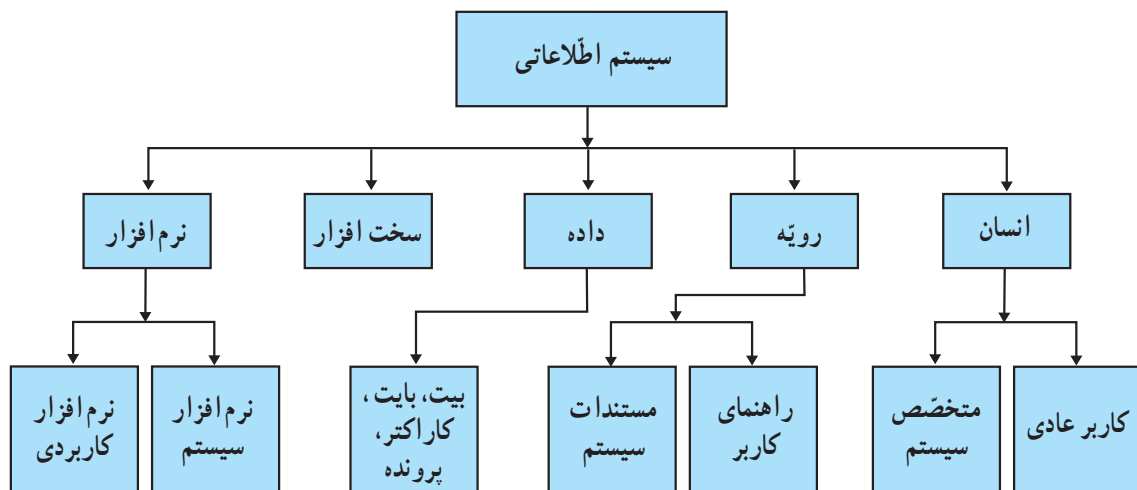 سیستم اطّلاعاتی
انسان
رویّه
داده
سخت افزار
نرم افزار
کاربر عادی
متخصّص
سیستم
راهنمای
کاربر
مستندات
سیستم
بیت، بایت،
کاراکتر،
پرونده
نرم افزار
سیستم
نرم افزار
کاربردی